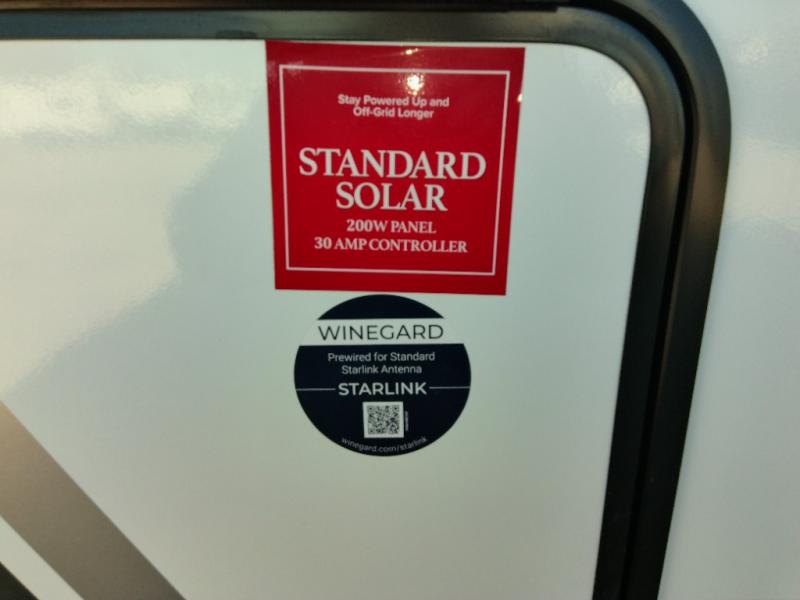 Stay Powered Up and
Off-Grid Longer
STANDARD
SOLAR
200W PANEL
30 AMP CONTROLLER
WINEGARD
Prewired for Standard
Starlink Antenna
STARLINK
winegard.com/starlink